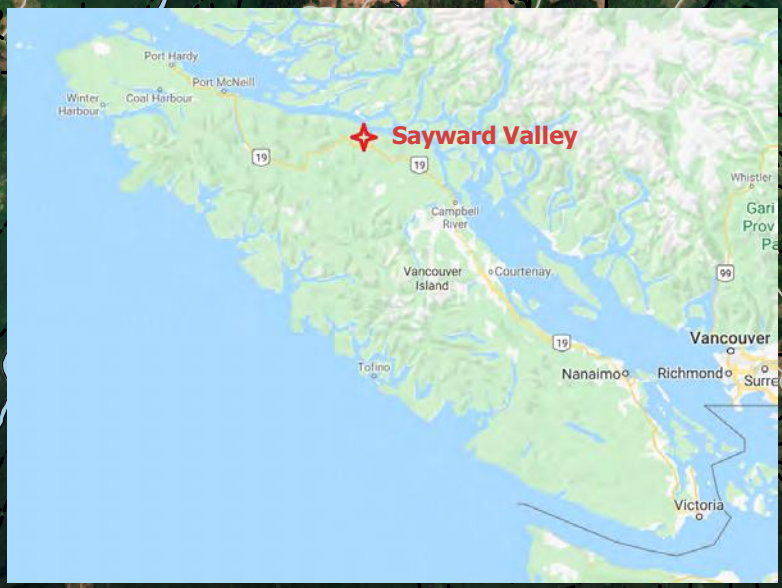 Port Hardy
Port McNeill
Winter
Harbour
Coal Harbour
19
Sayward Valley
19
Whistler
Campbell
River
Gari
Prov
Pa
Vancouver
Island
Courtenay
99
19
Vancouver
Tofino
Nanaimo
Richmond
Surre
Victoria